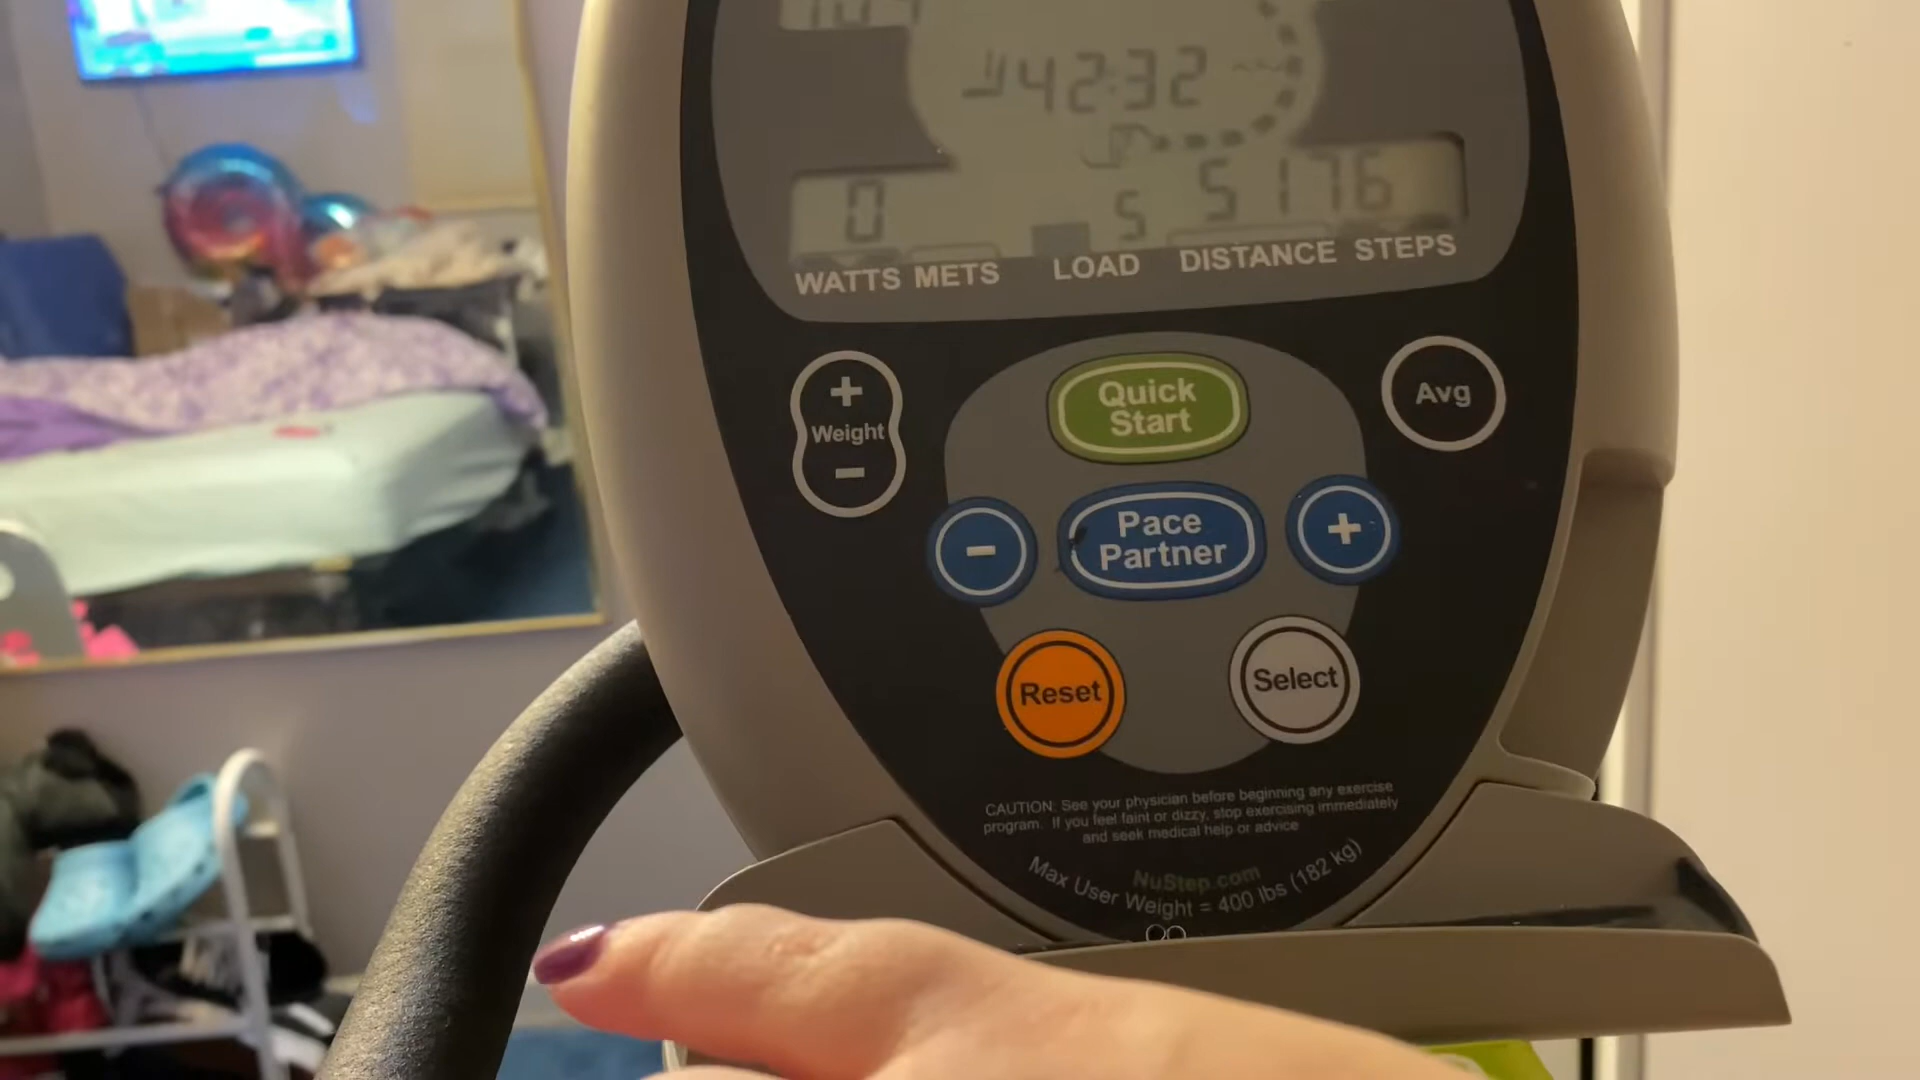 42:32
0 5 5176
WATTS METS LOAD DISTANCE STEPS
+
Weight
-
Quick
Start
Avg
-
Pace
Partner
+
Reset
Select
CAUTION: See your physician before beginning any exercise
program. If you feel faint or dizzy, stop exercising immediately
and seek medical help or advice
NuStep.com
Max User Weight = 400 lbs (182 kg)